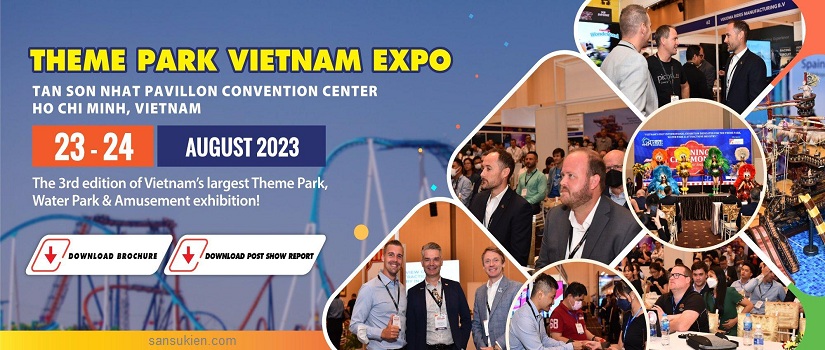 THEME PARK VIETNAM EXPO
TAN SON NHAT PAVILLON CONVENTION CENTER
HO CHI MINH, VIETNAM
23 - 24
AUGUST 2023
The 3rd edition of Vietnam's largest Theme Park,
Water Park & Amusement exhibition!
DOWNLOAD BROCHURE
DOWNLOAD POST SHOW REPORT
sansukien.com
Spain